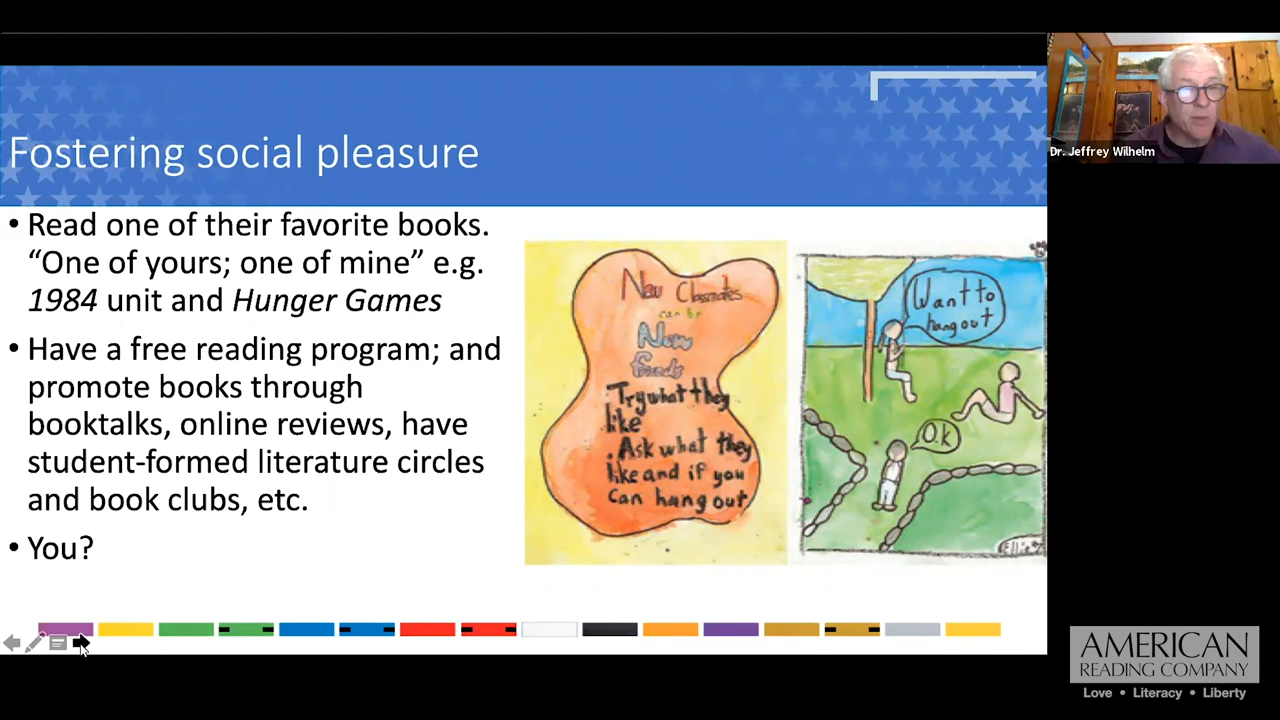 Fostering social pleasure
• Read one of their favorite books.
“One of yours; one of mine” e.g.
1984 unit and Hunger Games
• Have a free reading program; and
promote books through
booktalks, online reviews, have
student-formed literature circles
and book clubs, etc.
• You?
New Classmates
can be
New
friends
. Try what they
like
. Ask what they
like and if you
can hang out
Want to
hang out
O.k
Dr. Jeffrey Wilhelm
AMERICAN
READING COMPANY
Love • Literacy • Liberty